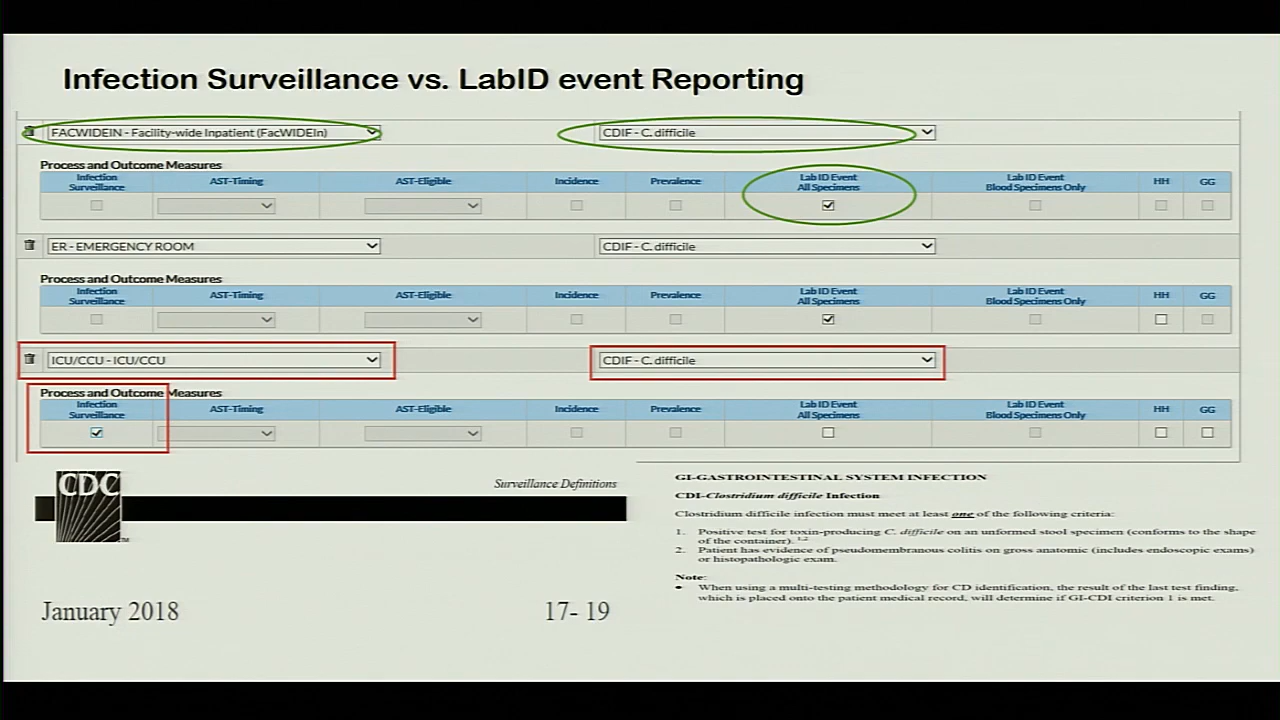 Infection Surveillance vs. LabID event Reporting
FACWIDEIN - Facility-wide Inpatient (FacWIDEIn) CDIF - C. difficile
Process and Outcome Measures
Infection Surveillance AST-Timing AST-Eligible Incidence Prevalence Lab ID Event All Specimens Lab ID Event Blood Specimens Only HH GG
ER - EMERGENCY ROOM CDIF - C. difficile
Process and Outcome Measures
Infection Surveillance AST-Timing AST-Eligible Incidence Prevalence Lab ID Event All Specimens Lab ID Event Blood Specimens Only HH GG
ICU/CCU - ICU/CCU CDIF - C. difficile
Process and Outcome Measures
Infection Surveillance AST-Timing AST-Eligible Incidence Prevalence Lab ID Event All Specimens Lab ID Event Blood Specimens Only HH GG
CDC
TM
Surveillance Definitions
January 2018 17- 19
GI-GASTROINTESTINAL SYSTEM INFECTION
CDI-Clostridium difficile Infection
Clostridium difficile infection must meet at least one of the following criteria:
1. Positive test for toxin-producing C. difficile on an unformed stool specimen (conforms to the shape
of the container). 1,2
2. Patient has evidence of pseudomembranous colitis on gross anatomic (includes endoscopic exams)
or histopathologic exam.
Note:
• When using a multi-testing methodology for CD identification, the result of the last test finding,
which is placed onto the patient medical record, will determine if GI-CDI criterion 1 is met.